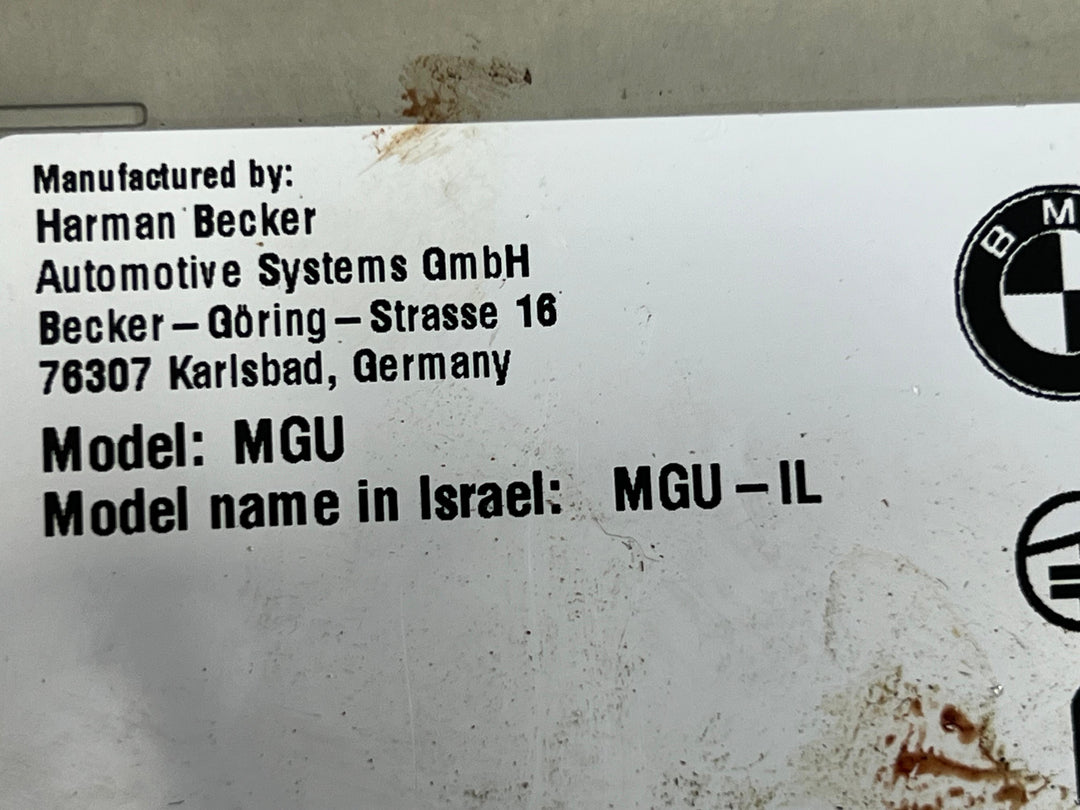 Manufactured by:
Harman Becker
Automotive Systems GmbH
Becker–Göring–Strasse 16
76307 Karlsbad, Germany
Model: MGU
Model name in Israel: MGU–IL
BM